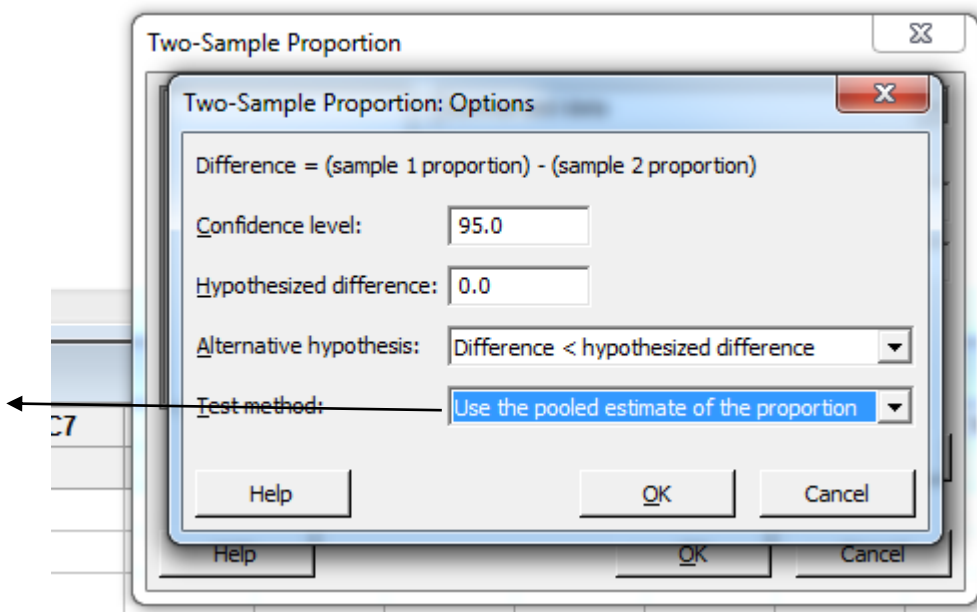 Two-Sample Proportion
Two-Sample Proportion: Options
Difference = (sample 1 proportion) - (sample 2 proportion)
Confidence level: 95.0
Hypothesized difference: 0.0
Alternative hypothesis: Difference < hypothesized difference
Test method: Use the pooled estimate of the proportion
C7
Help OK Cancel
Help OK Cancel